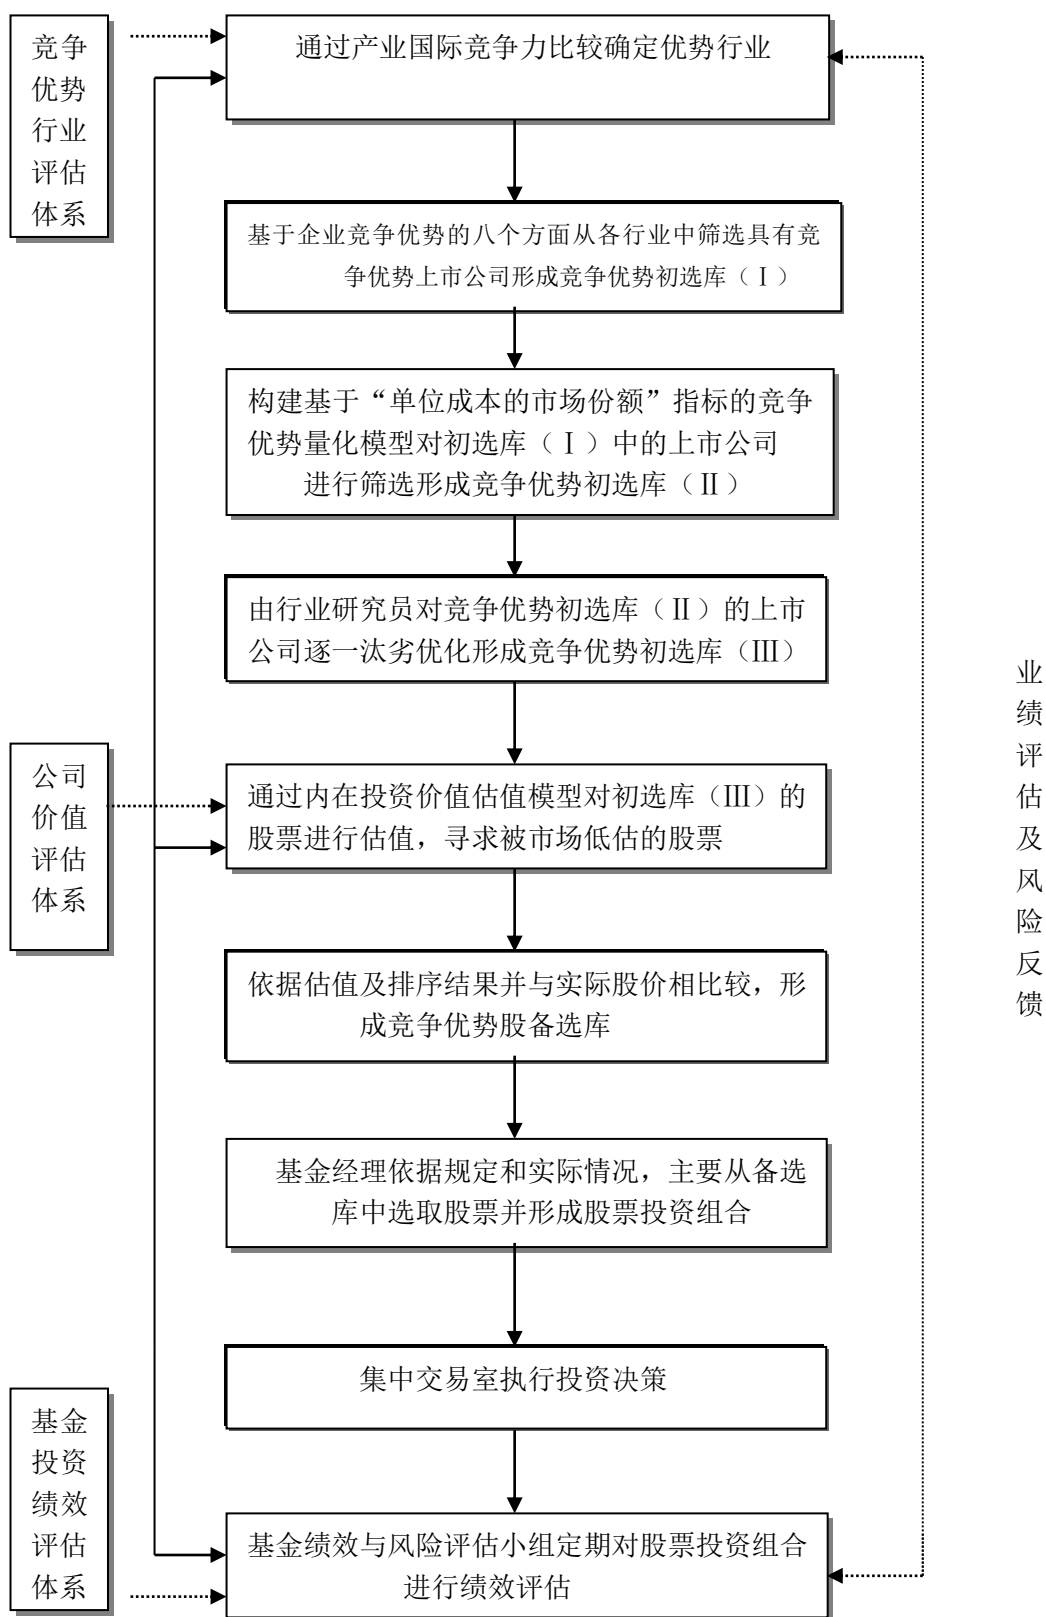 竞争
优势
行业
评估
体系
通过产业国际竞争力比较确定优势行业
基于企业竞争优势的八个方面从各行业中筛选具有竞
争优势上市公司形成竞争优势初选库（Ⅰ）
构建基于“单位成本的市场份额”指标的竞争
优势量化模型对初选库（Ⅰ）中的上市公司
进行筛选形成竞争优势初选库（Ⅱ）
由行业研究员对竞争优势初选库（Ⅱ）的上市
公司逐一汰劣优化形成竞争优势初选库（Ⅲ）
公司
价值
评估
体系
通过内在投资价值估值模型对初选库（Ⅲ）的
股票进行估值，寻求被市场低估的股票
依据估值及排序结果并与实际股价相比较，形
成竞争优势股备选库
基金经理依据规定和实际情况，主要从备选
库中选取股票并形成股票投资组合
集中交易室执行投资决策
基金
投资
绩效
评估
体系
基金绩效与风险评估小组定期对股票投资组合
进行绩效评估
业
绩
评
估
及
风
险
反
馈